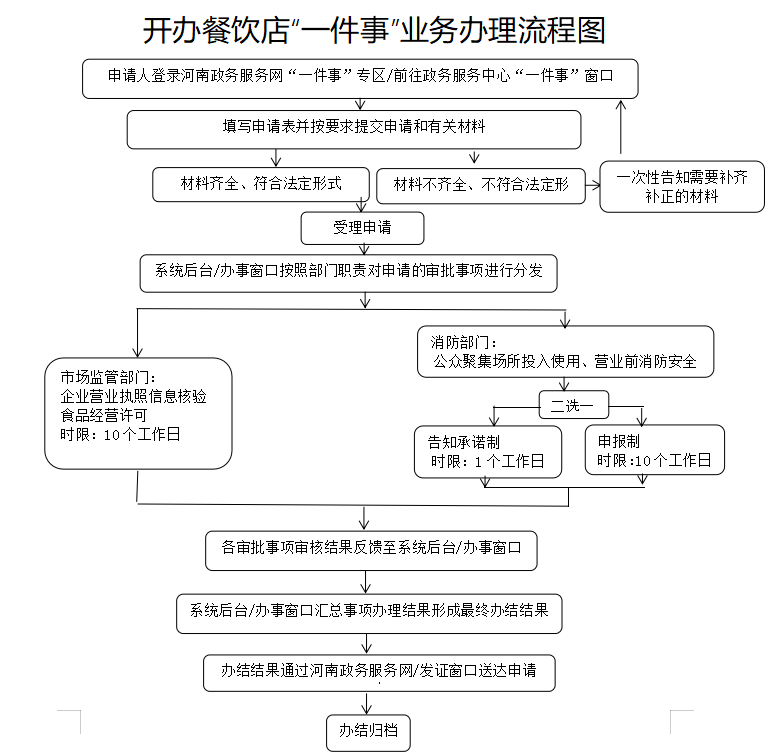 开办餐饮店“一件事”业务办理流程图
申请人登录河南政务服务网“一件事”专区/前往政务服务中心“一件事”窗口
填写申请表并按要求提交申请和有关材料
材料齐全、符合法定形式
材料不齐全、不符合法定形
一次性告知需要补齐
补正的材料
受理申请
系统后台/办事窗口按照部门职责对申请的审批事项进行分发
市场监管部门：
企业营业执照信息核验
食品经营许可
时限：10个工作日
消防部门：
公众聚集场所投入使用、营业前消防安全
二选一
告知承诺制
时限：1个工作日
申报制
时限:10个工作日
各审批事项审核结果反馈至系统后台/办事窗口
系统后台/办事窗口汇总事项办理结果形成最终办结结果
办结结果通过河南政务服务网/发证窗口送达申请
办结归档